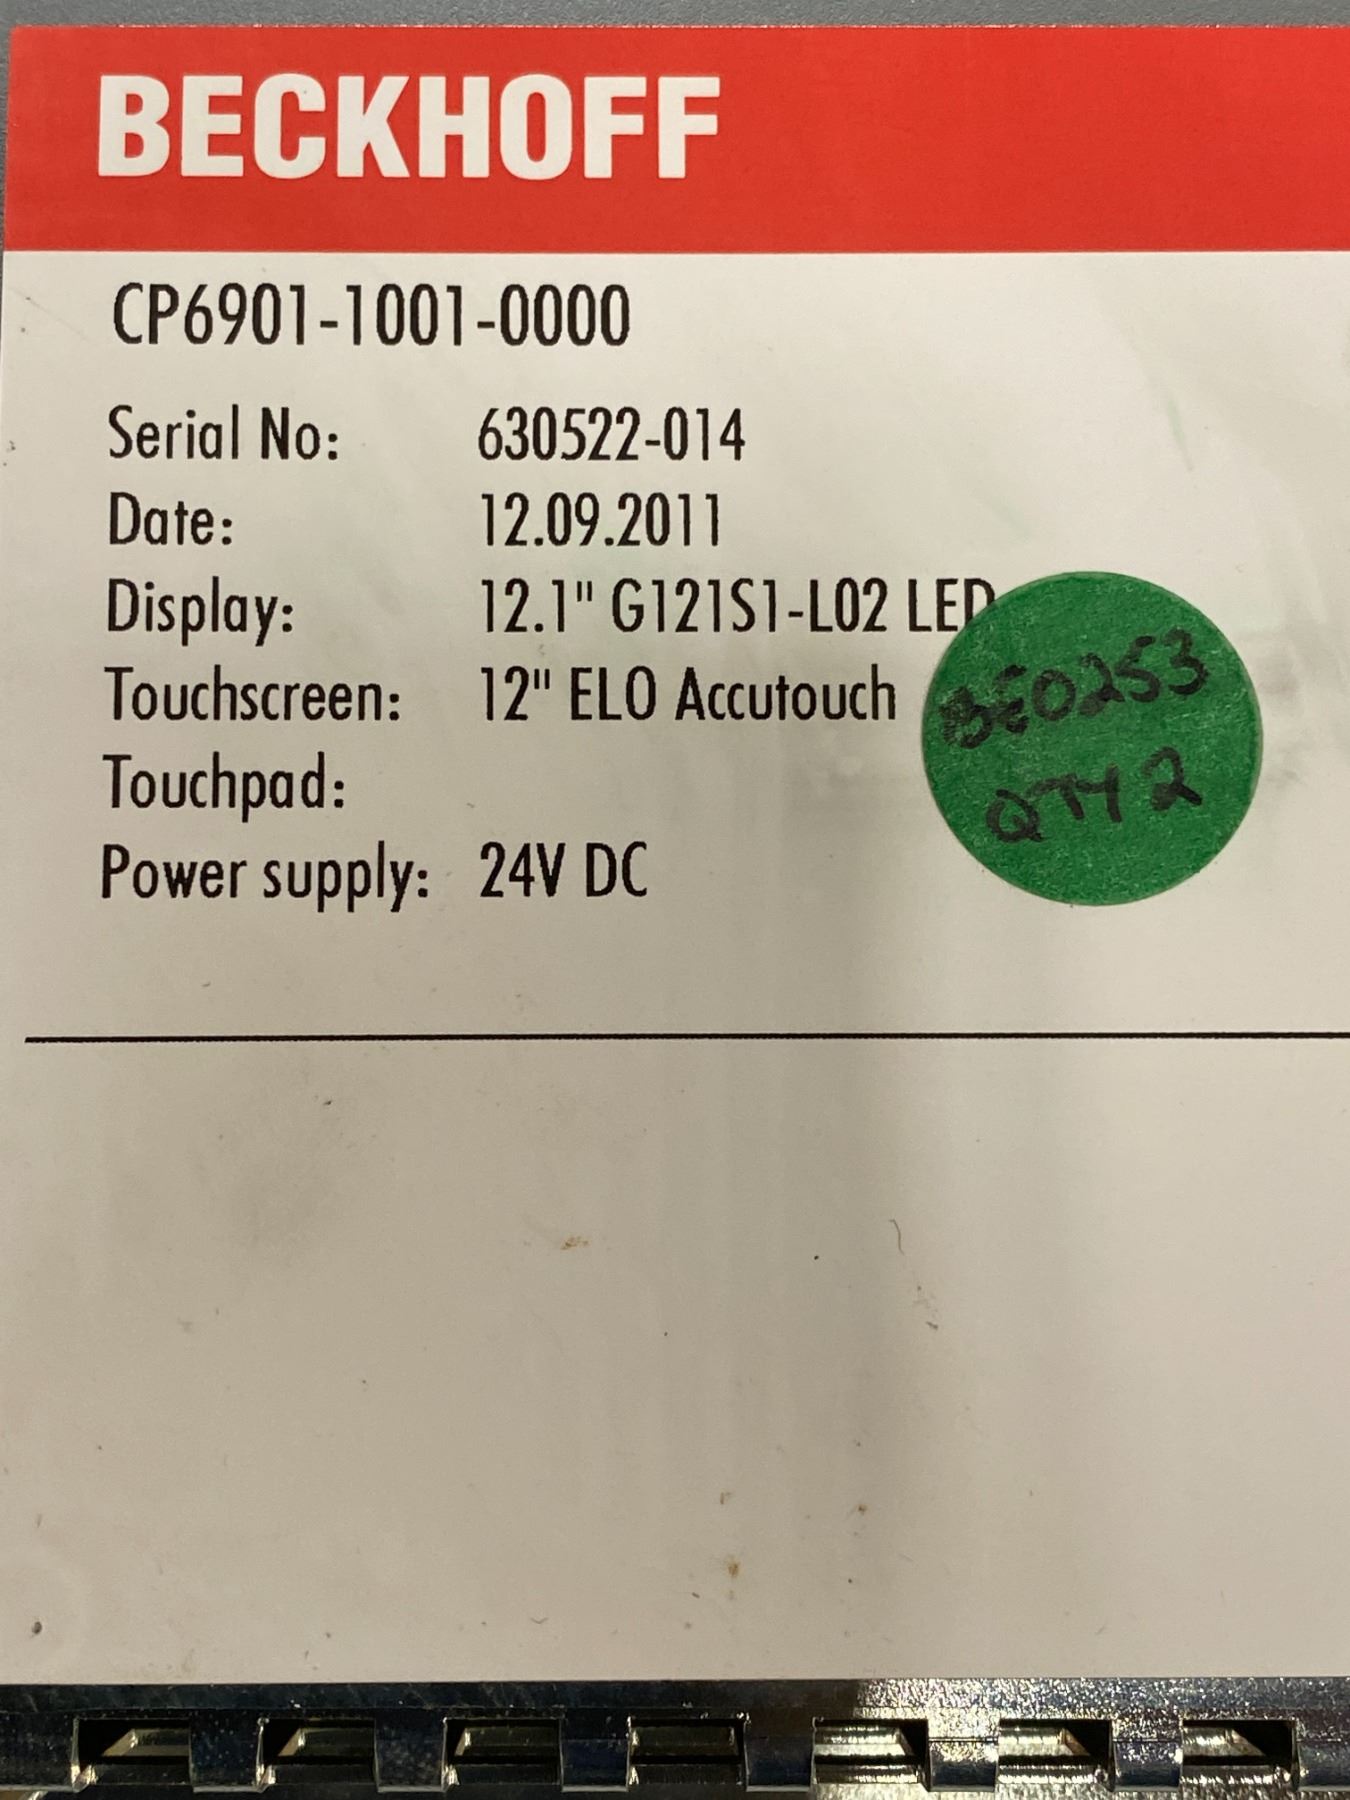 BECKHOFF
CP6901-1001-0000
Serial No: 630522-014
Date: 12.09.2011
Display: 12.1" G121S1-L02 LED
Touchscreen: 12" ELO Accutouch
Touchpad:
Power supply: 24V DC
BE0253
QTY 2